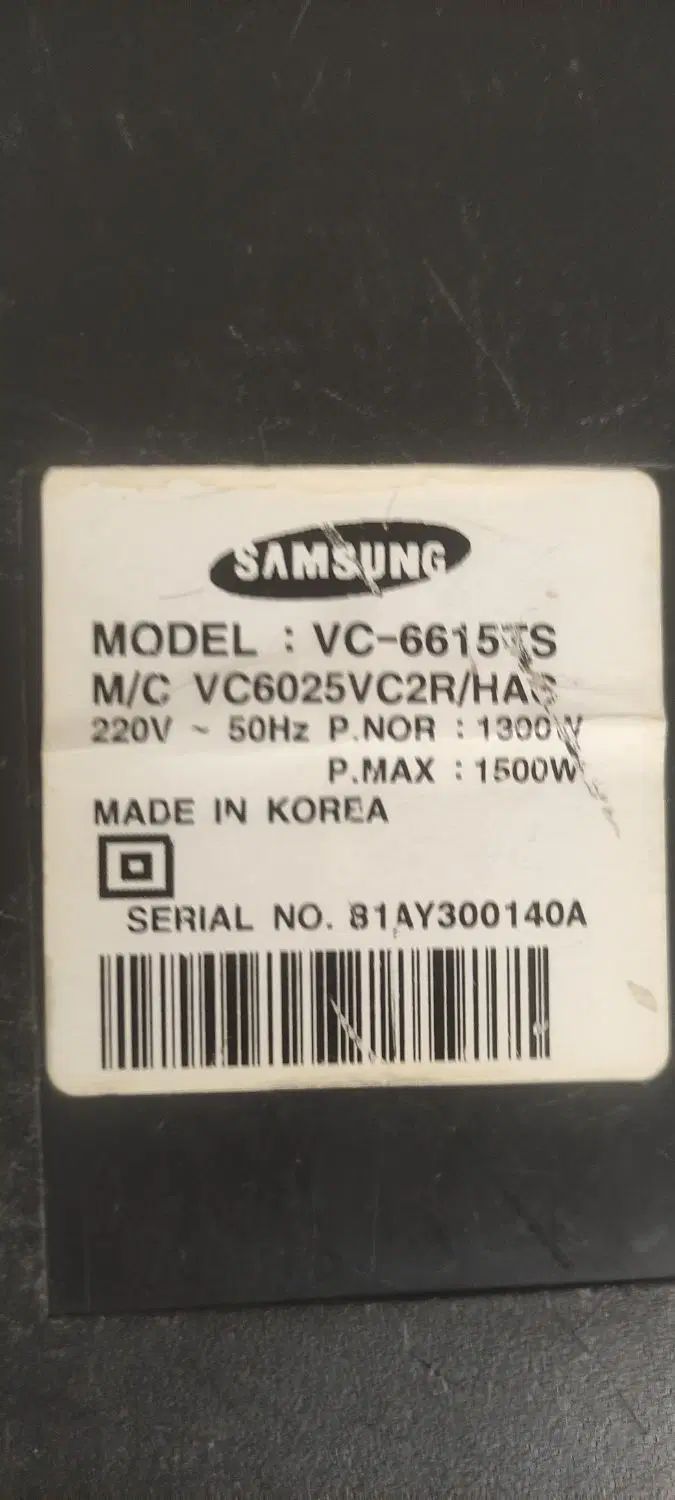 SAMSUNG
MODEL : VC-6615TS
M/C VC6025VC2R/HAC
220V ~ 50Hz P.NOR : 1300W
P.MAX : 1500W
MADE IN KOREA
SERIAL NO. 81AY300140A